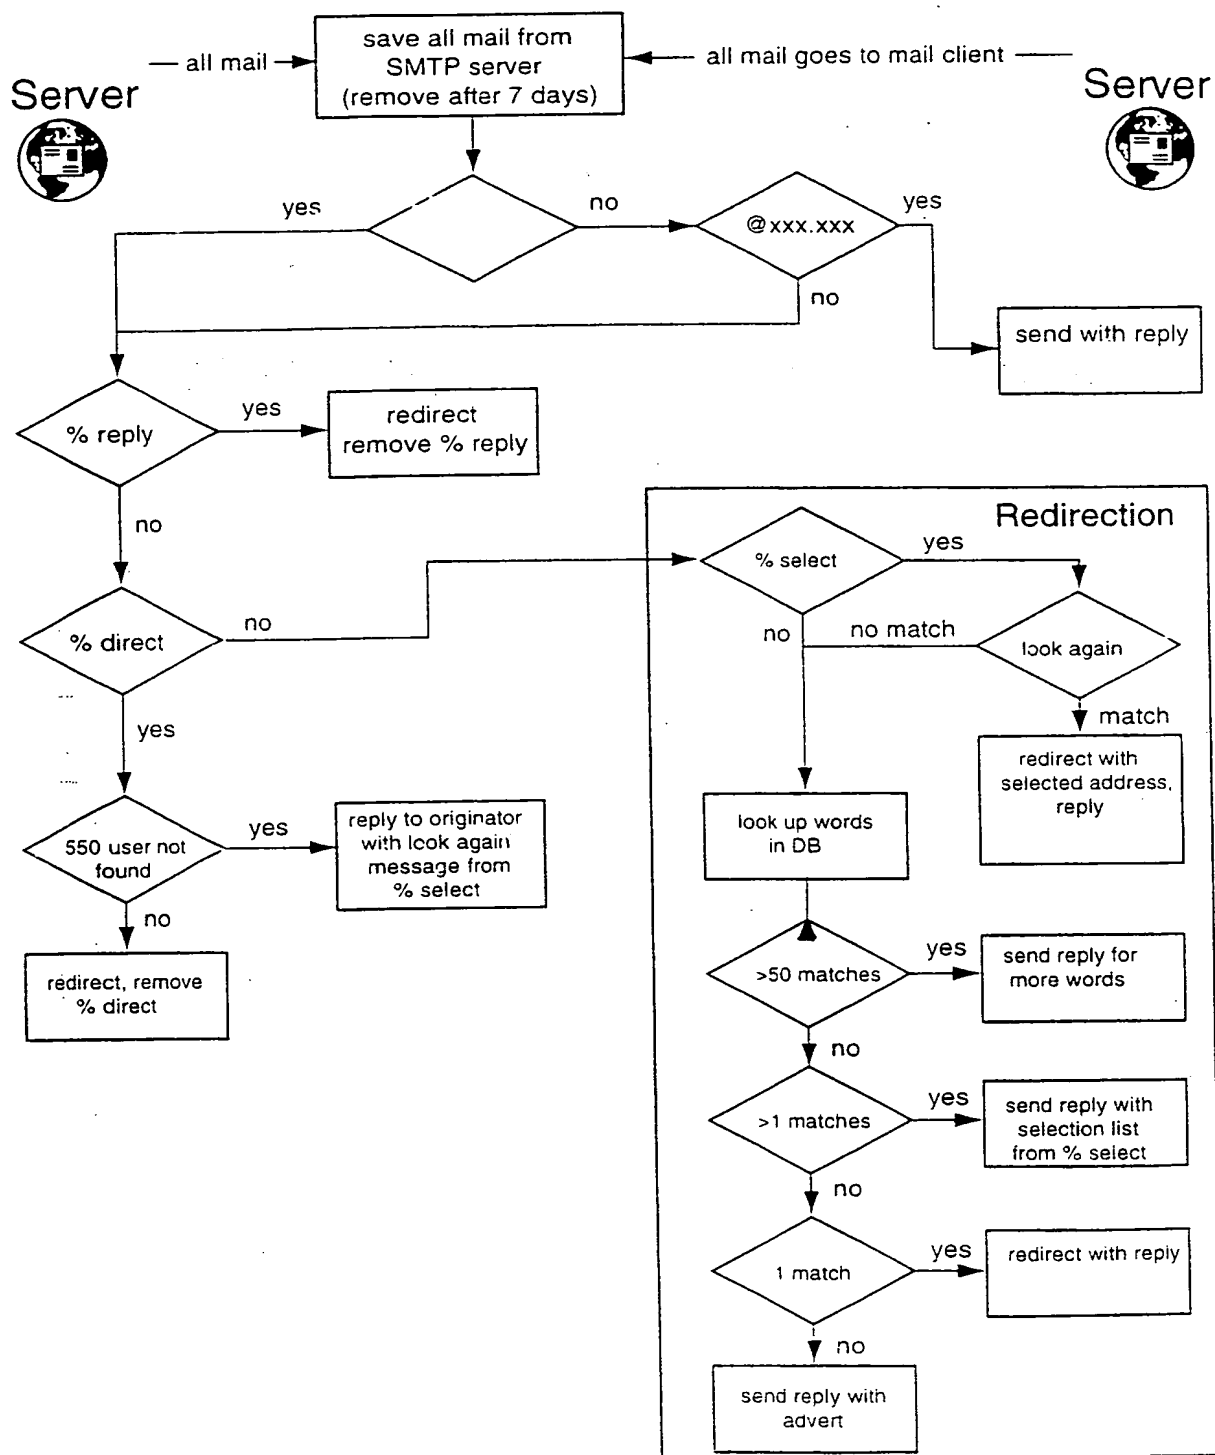 save all mail from
SMTP server
(remove after 7 days)
all mail
all mail goes to mail client
Server
Server
yes
no
@xxx.xxx
yes
no
send with reply
% reply
yes
redirect
remove % reply
no
Redirection
% select
yes
% direct
no
no
no match
look again
yes
match
redirect with
selected address,
reply
look up words
in DB
550 user not
found
yes
reply to originator
with look again
message from
% select
no
redirect, remove
% direct
>50 matches
yes
send reply for
more words
no
>1 matches
yes
send reply with
selection list
from % select
no
1 match
yes
redirect with reply
no
send reply with
advert